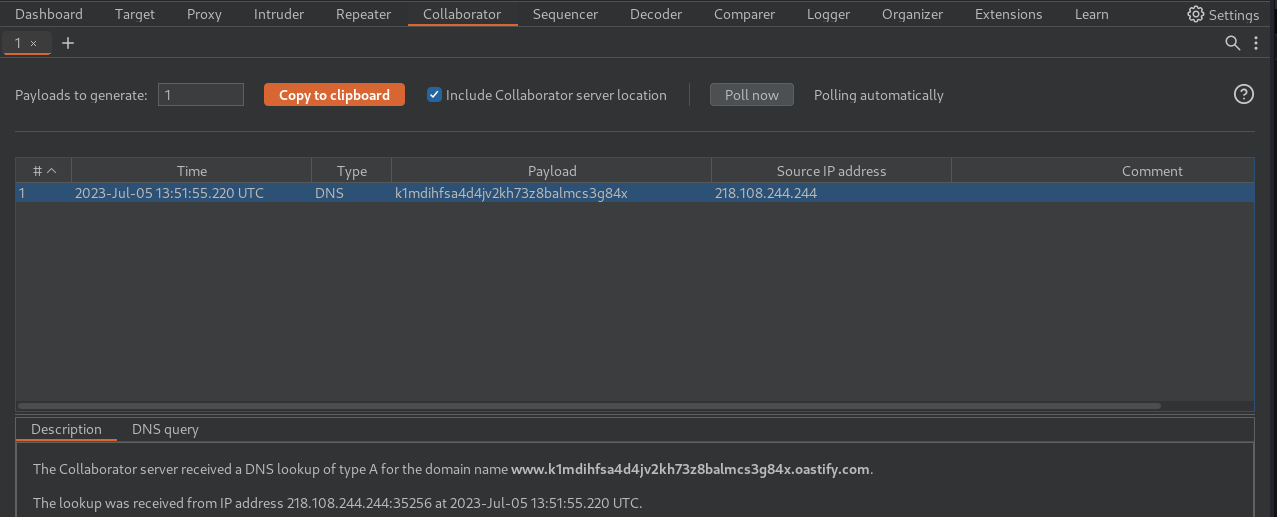 Dashboard Target Proxy Intruder Repeater Collaborator Sequencer Decoder Comparer Logger Organizer Extensions Learn Settings
1 × +
Payloads to generate: 1 Copy to clipboard Include Collaborator server location Poll now Polling automatically ?
# Time Type Payload Source IP address Comment
1 2023-Jul-05 13:51:55.220 UTC DNS k1mdihfsa4d4jv2kh73z8balmcs3g84x 218.108.244.244
Description DNS query
The Collaborator server received a DNS lookup of type A for the domain name www.k1mdihfsa4d4jv2kh73z8balmcs3g84x.oastify.com.
The lookup was received from IP address 218.108.244.244:35256 at 2023-Jul-05 13:51:55.220 UTC.